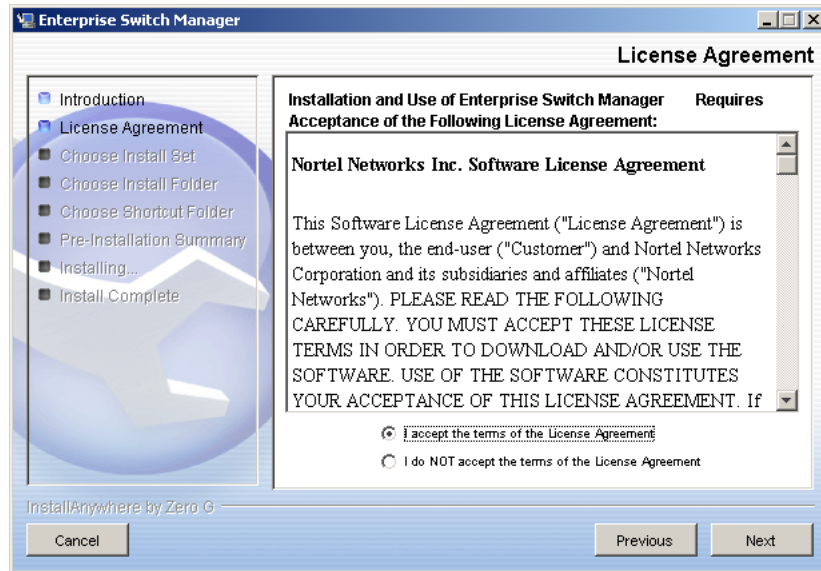 Enterprise Switch Manager
License Agreement
Introduction
License Agreement
Choose Install Set
Choose Install Folder
Choose Shortcut Folder
Pre-Installation Summary
Installing...
Install Complete
Installation and Use of Enterprise Switch Manager Requires
Acceptance of the Following License Agreement:
Nortel Networks Inc. Software License Agreement
This Software License Agreement ("License Agreement") is
between you, the end-user ("Customer") and Nortel Networks
Corporation and its subsidiaries and affiliates ("Nortel
Networks"). PLEASE READ THE FOLLOWING
CAREFULLY. YOU MUST ACCEPT THESE LICENSE
TERMS IN ORDER TO DOWNLOAD AND/OR USE THE
SOFTWARE. USE OF THE SOFTWARE CONSTITUTES
YOUR ACCEPTANCE OF THIS LICENSE AGREEMENT. If
I accept the terms of the License Agreement
I do NOT accept the terms of the License Agreement
InstallAnywhere by Zero G
Cancel
Previous
Next